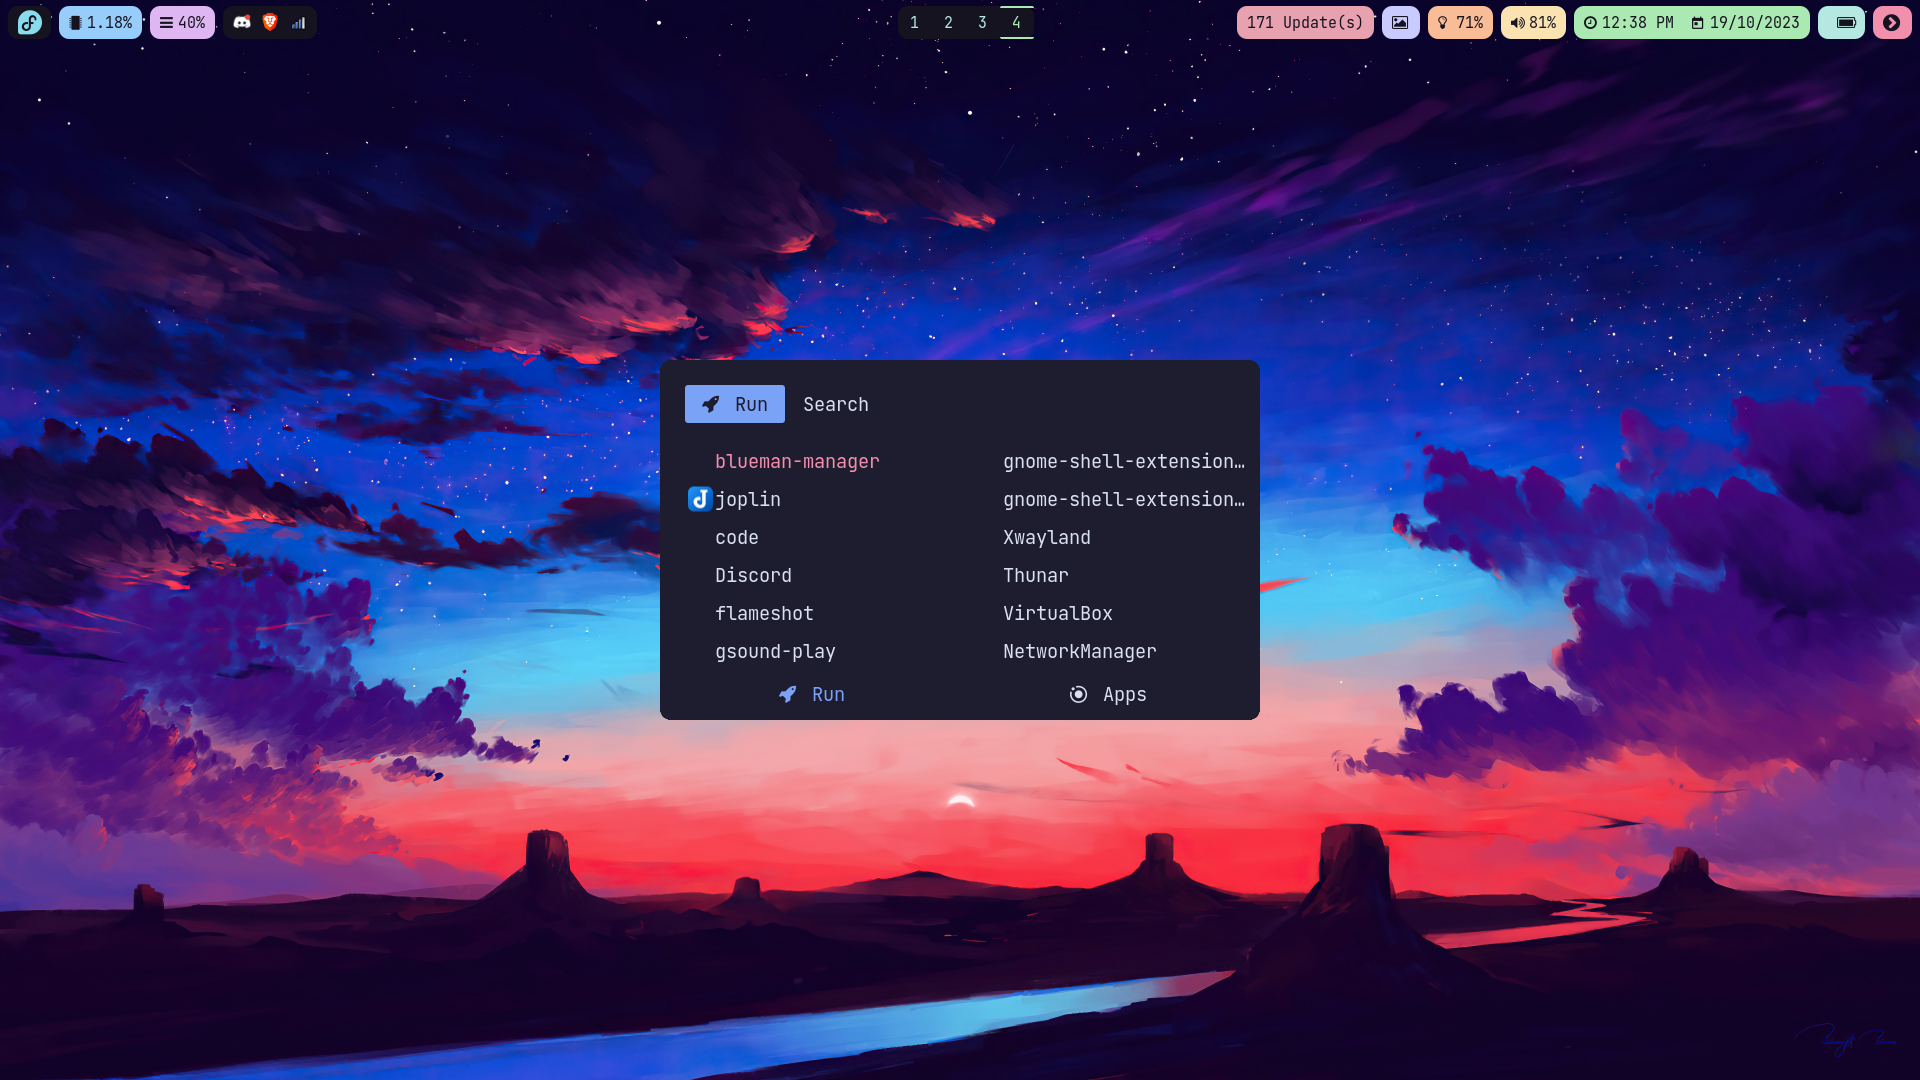 1.18% 40% 1 2 3 4 171 Update(s) 71% 81% 12:38 PM 19/10/2023
Run Search
blueman-manager gnome-shell-extension…
joplin gnome-shell-extension…
code Xwayland
Discord Thunar
flameshot VirtualBox
gsound-play NetworkManager
Run Apps